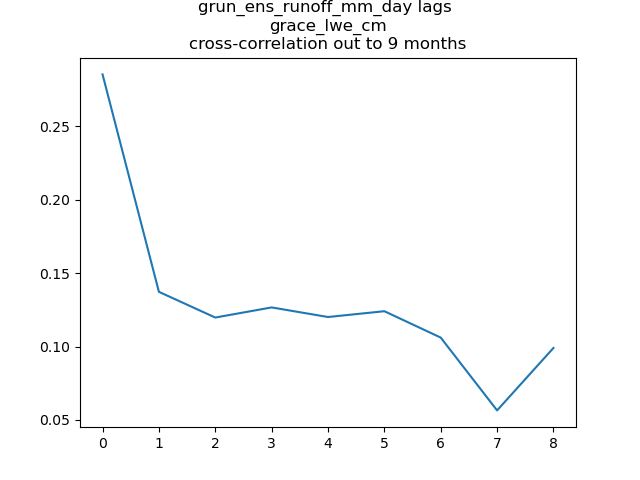 grun_ens_runoff_mm_day lags
grace_lwe_cm
cross-correlation out to 9 months
0.25
0.20
0.15
0.10
0.05
0 1 2 3 4 5 6 7 8